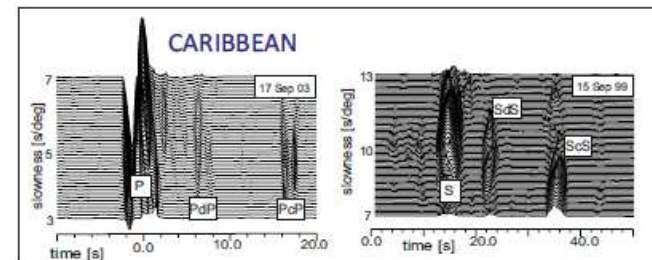 CARIBBEAN
slowness [s/deg]
7
5
3
17 Sep 03
P
PdP
PcP
0.0
10.0
20.0
time [s]
slowness [s/deg]
13
10
7
15 Sep 99
SdS
ScS
S
0.0
20.0
40.0
time [s]